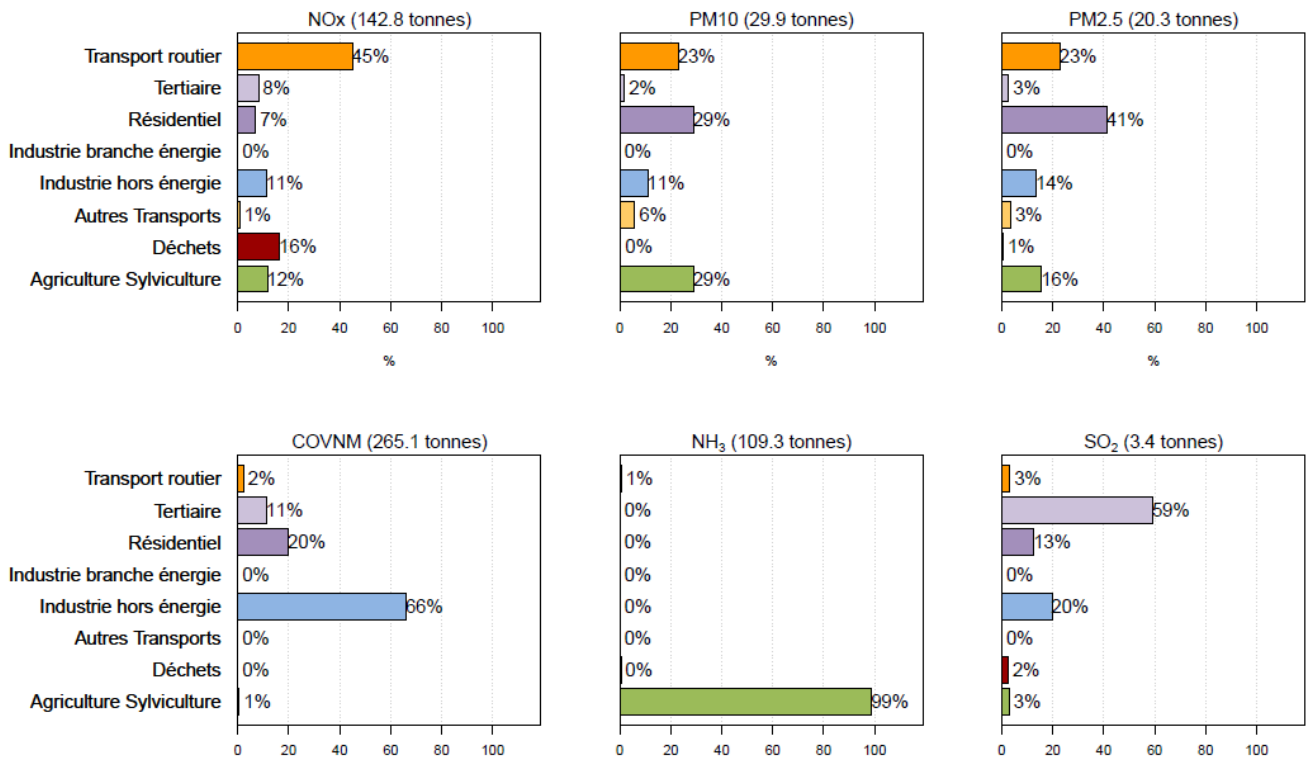 NOx (142.8 tonnes) PM10 (29.9 tonnes) PM2.5 (20.3 tonnes)
Transport routier 45% 23% 23%
Tertiaire 8% 2% 3%
Résidentiel 7% 29% 41%
Industrie branche énergie 0% 0% 0%
Industrie hors énergie 11% 11% 14%
Autres Transports 1% 6% 3%
Déchets 16% 0% 1%
Agriculture Sylviculture 12% 29% 16%
0 20 40 60 80 100 0 20 40 60 80 100 0 20 40 60 80 100
% % %
COVNM (265.1 tonnes) NH₃ (109.3 tonnes) SO₂ (3.4 tonnes)
Transport routier 2% 1% 3%
Tertiaire 11% 0% 59%
Résidentiel 20% 0% 13%
Industrie branche énergie 0% 0% 0%
Industrie hors énergie 66% 0% 20%
Autres Transports 0% 0% 0%
Déchets 0% 0% 2%
Agriculture Sylviculture 1% 99% 3%
0 20 40 60 80 100 0 20 40 60 80 100 0 20 40 60 80 100